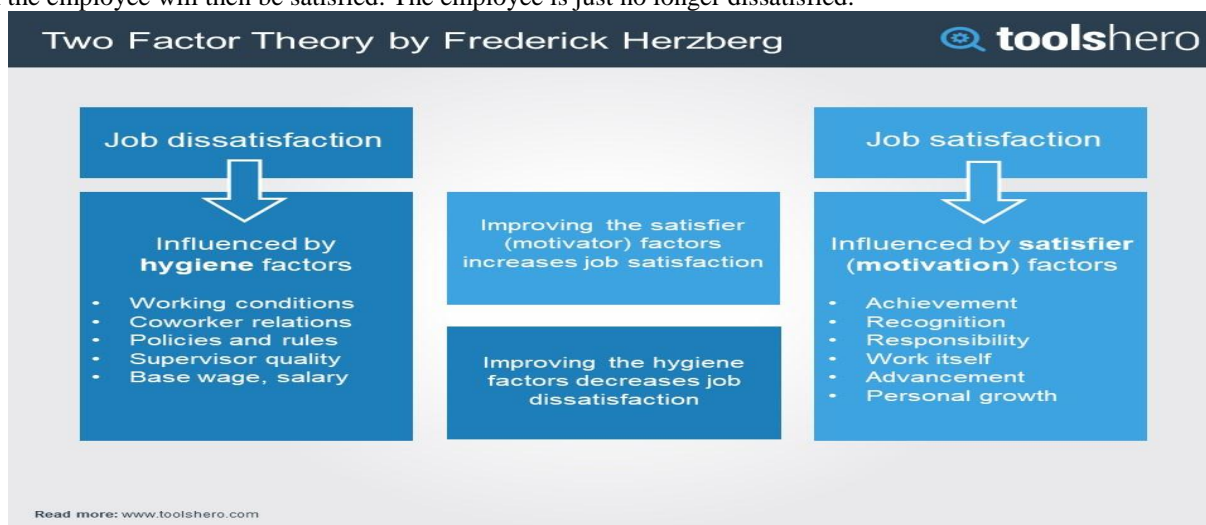 the employee will then be satisfied. The employee is just no longer dissatisfied.
Two Factor Theory by Frederick Herzberg
toolshero
Job dissatisfaction
Influenced by
hygiene factors
• Working conditions
• Coworker relations
• Policies and rules
• Supervisor quality
• Base wage, salary
Improving the satisfier
(motivator) factors
increases job satisfaction
Improving the hygiene
factors decreases job
dissatisfaction
Job satisfaction
Influenced by satisfier
(motivation) factors
• Achievement
• Recognition
• Responsibility
• Work itself
• Advancement
• Personal growth
Read more: www.toolshero.com